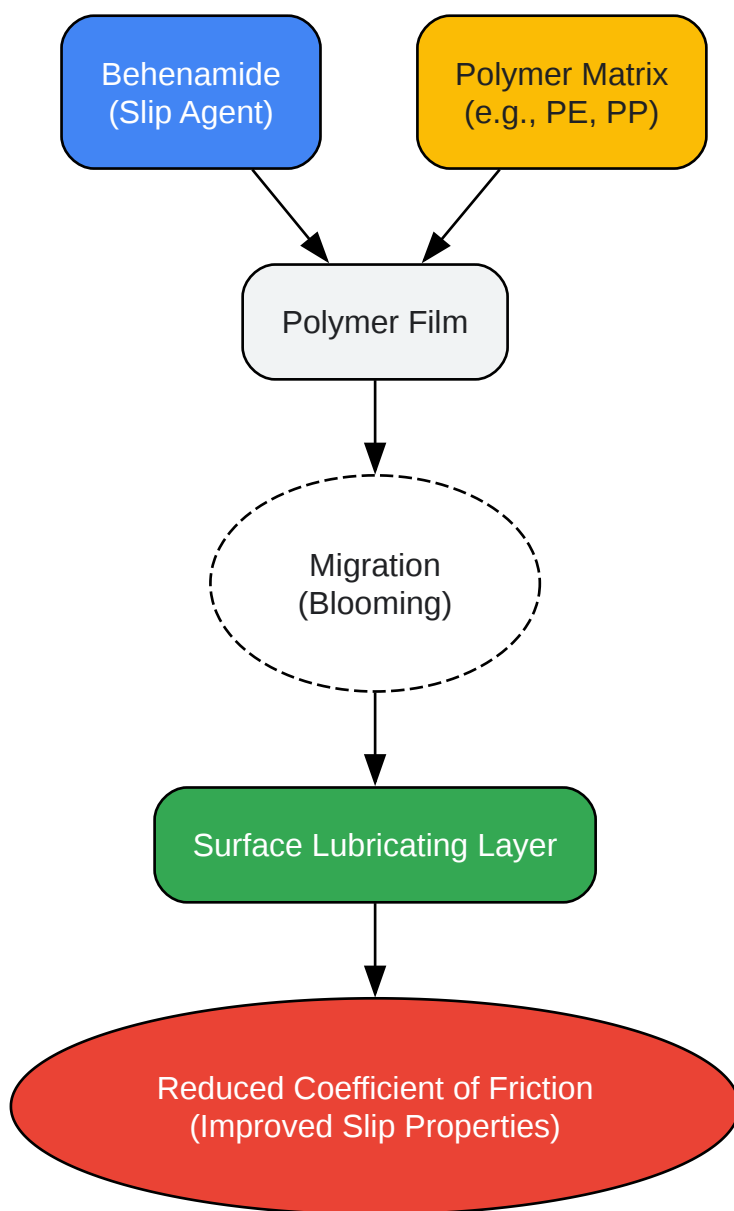 Behenamide
(Slip Agent)
Polymer Matrix
(e.g., PE, PP)
Polymer Film
Migration
(Blooming)
Surface Lubricating Layer
Reduced Coefficient of Friction
(Improved Slip Properties)